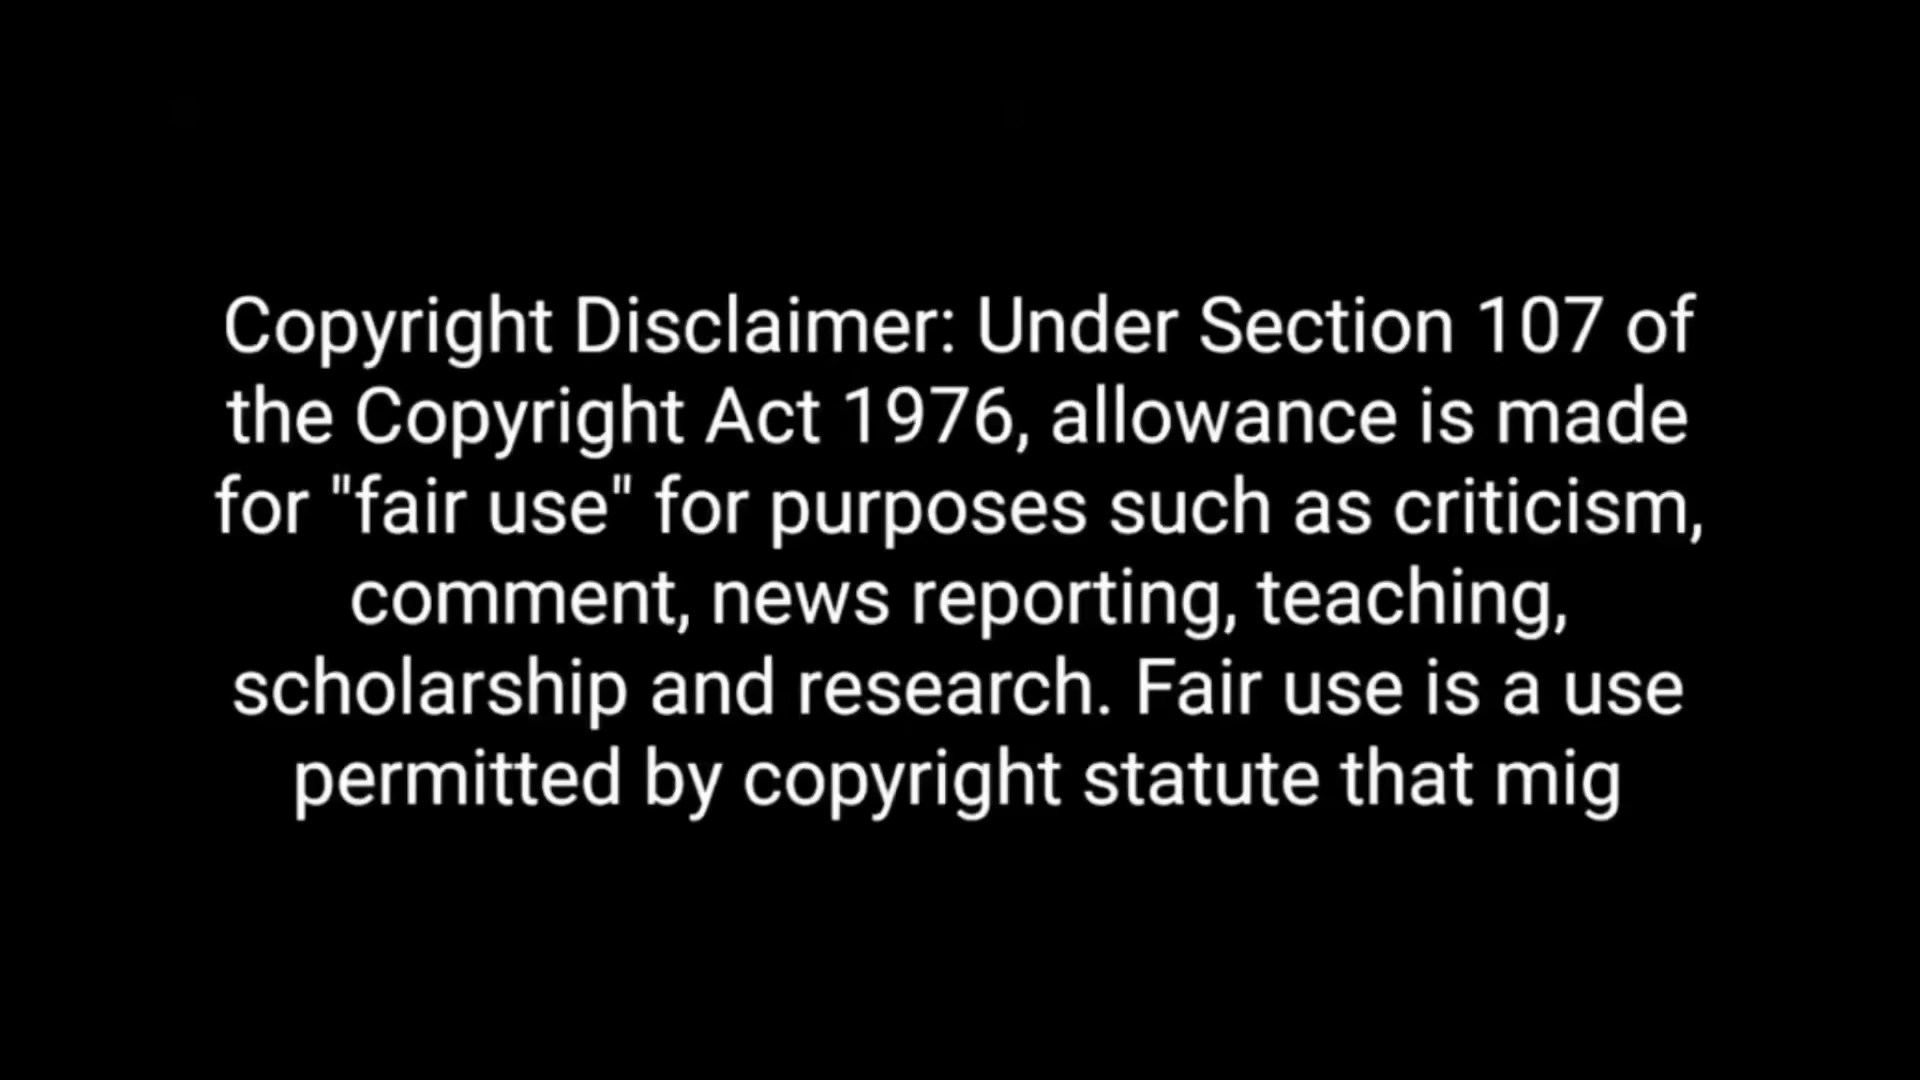 Copyright Disclaimer: Under Section 107 of
the Copyright Act 1976, allowance is made
for "fair use" for purposes such as criticism,
comment, news reporting, teaching,
scholarship and research. Fair use is a use
permitted by copyright statute that mig